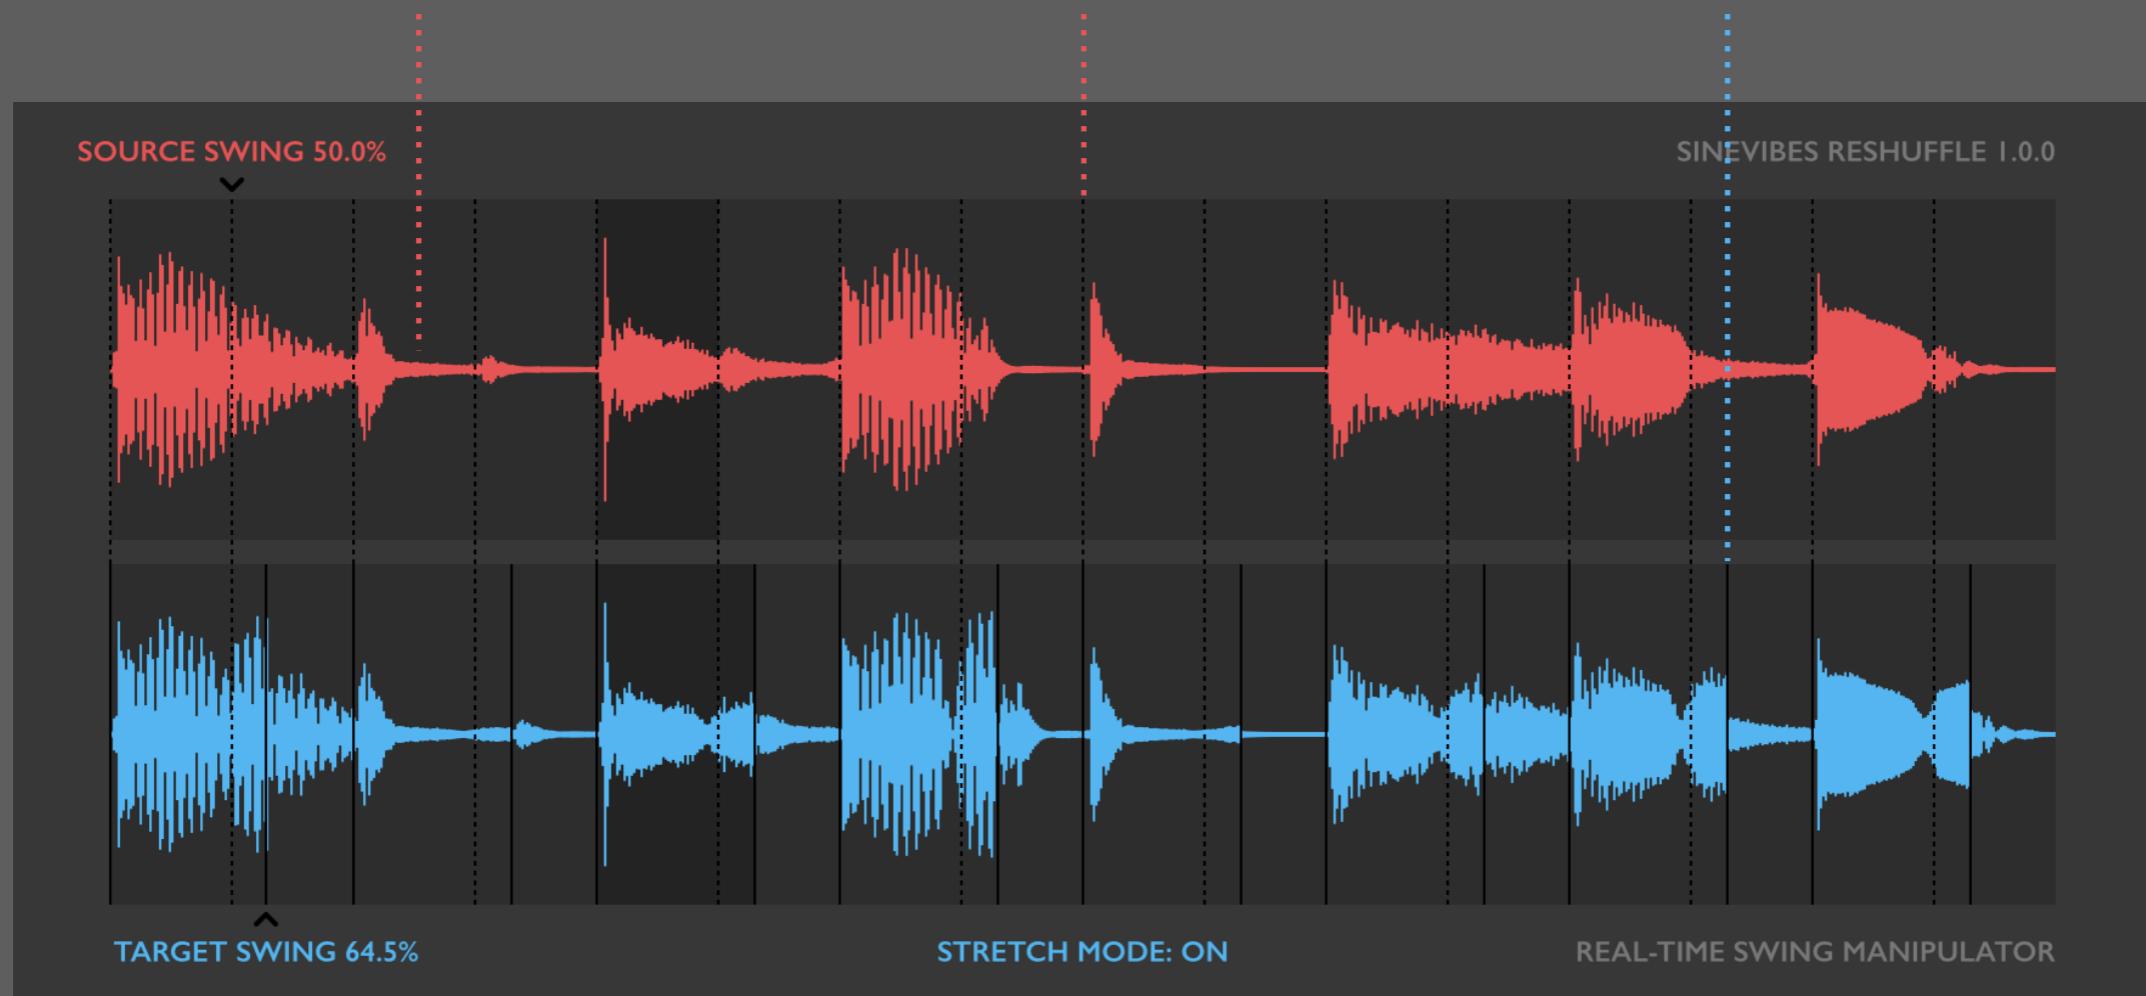 SOURCE SWING 50.0%
SINEVIBES RESHUFFLE 1.0.0
TARGET SWING 64.5%
STRETCH MODE: ON
REAL-TIME SWING MANIPULATOR